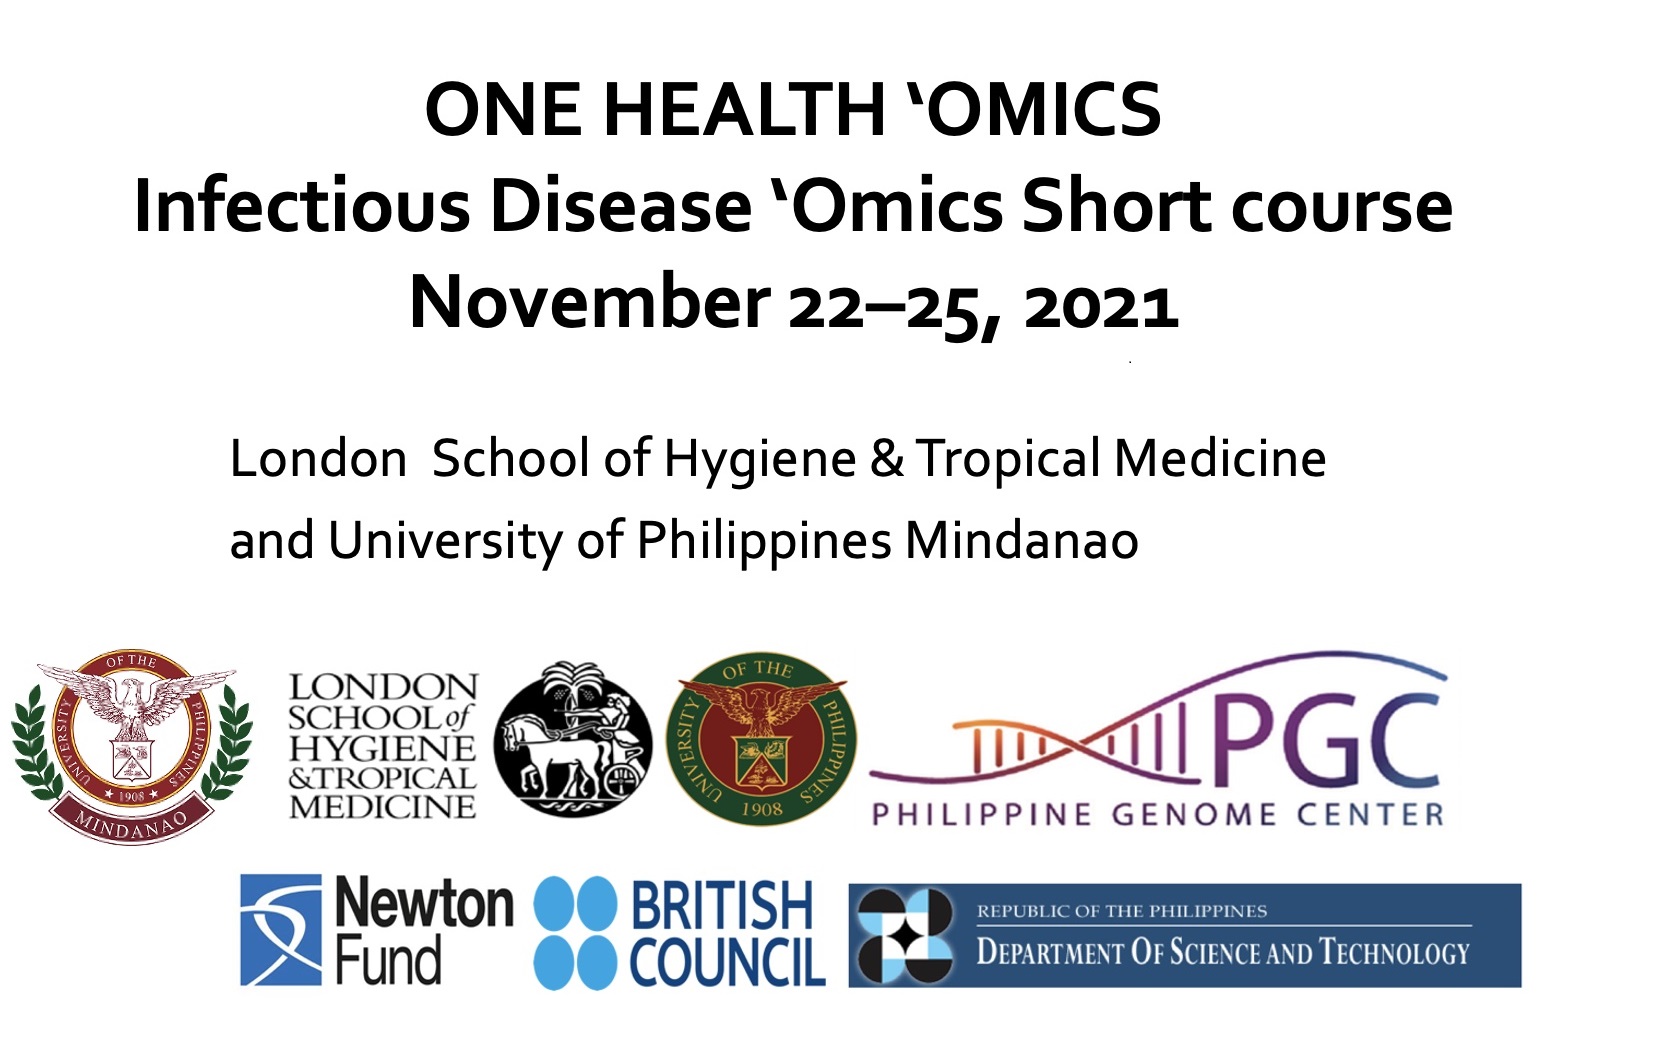 ONE HEALTH ‘OMICS
Infectious Disease ‘Omics Short course
November 22–25, 2021
London  School of Hygiene & Tropical Medicine
and University of Philippines Mindanao
UNIVERSITY OF THE PHILIPPINES
1908
MINDANAO
LONDON
SCHOOL of
HYGIENE
&TROPICAL
MEDICINE
UNIVERSITY OF THE PHILIPPINES
1908
PGC
PHILIPPINE GENOME CENTER
Newton
Fund
BRITISH
COUNCIL
REPUBLIC OF THE PHILIPPINES
DEPARTMENT OF SCIENCE AND TECHNOLOGY